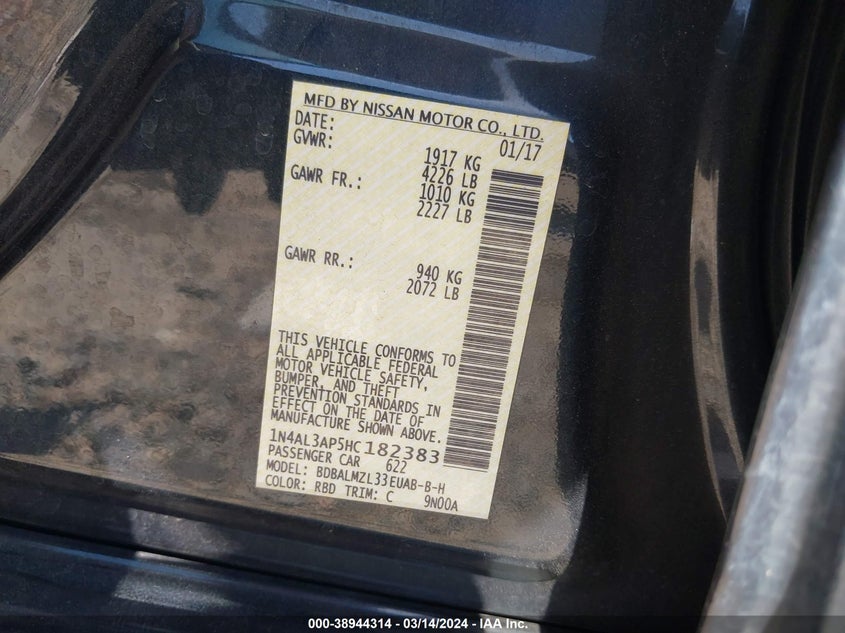 MFD BY NISSAN MOTOR CO., LTD.
DATE: 01/17
GVWR: 1917 KG
4226 LB
GAWR FR.: 1010 KG
2227 LB
GAWR RR.: 940 KG
2072 LB
THIS VEHICLE CONFORMS TO
ALL APPLICABLE FEDERAL
MOTOR VEHICLE SAFETY,
BUMPER, AND THEFT
PREVENTION STANDARDS IN
EFFECT ON THE DATE OF
MANUFACTURE SHOWN ABOVE.
1N4AL3AP5HC182383
PASSENGER CAR 622
MODEL: BDBALMZL33EUAB-B-H
COLOR: RBD TRIM: C 9N00A
000-38944314 - 03/14/2024 - IAA Inc.